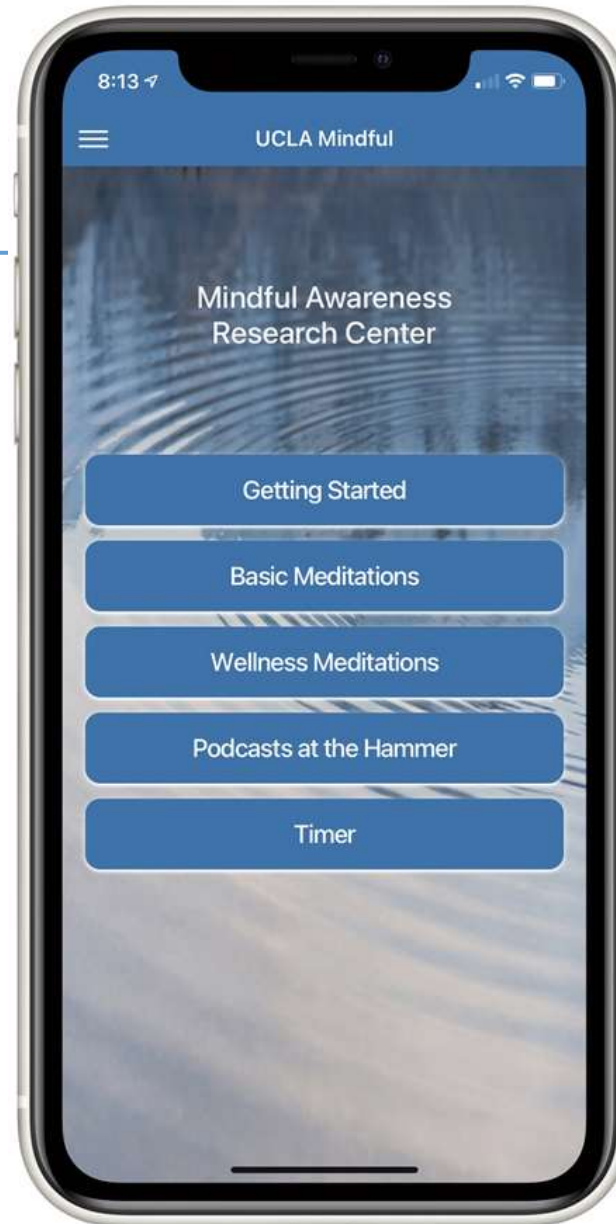 8:13
UCLA Mindful
Mindful Awareness
Research Center
Getting Started
Basic Meditations
Wellness Meditations
Podcasts at the Hammer
Timer